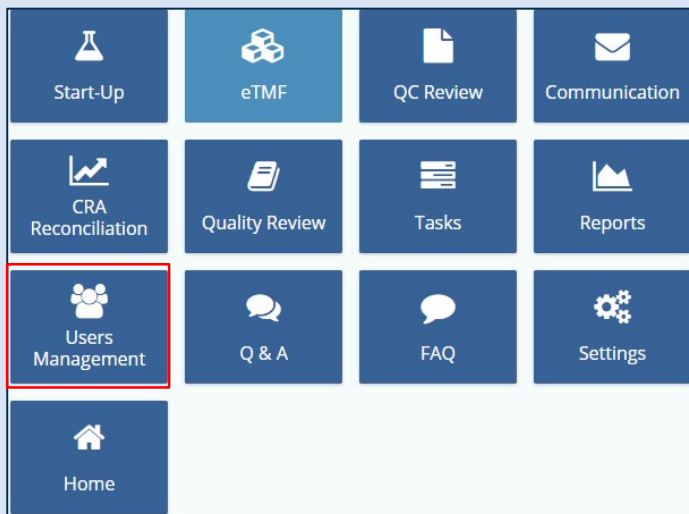 Start-Up
eTMF
QC Review
Communication
CRA
Reconciliation
Quality Review
Tasks
Reports
Users
Management
Q & A
FAQ
Settings
Home